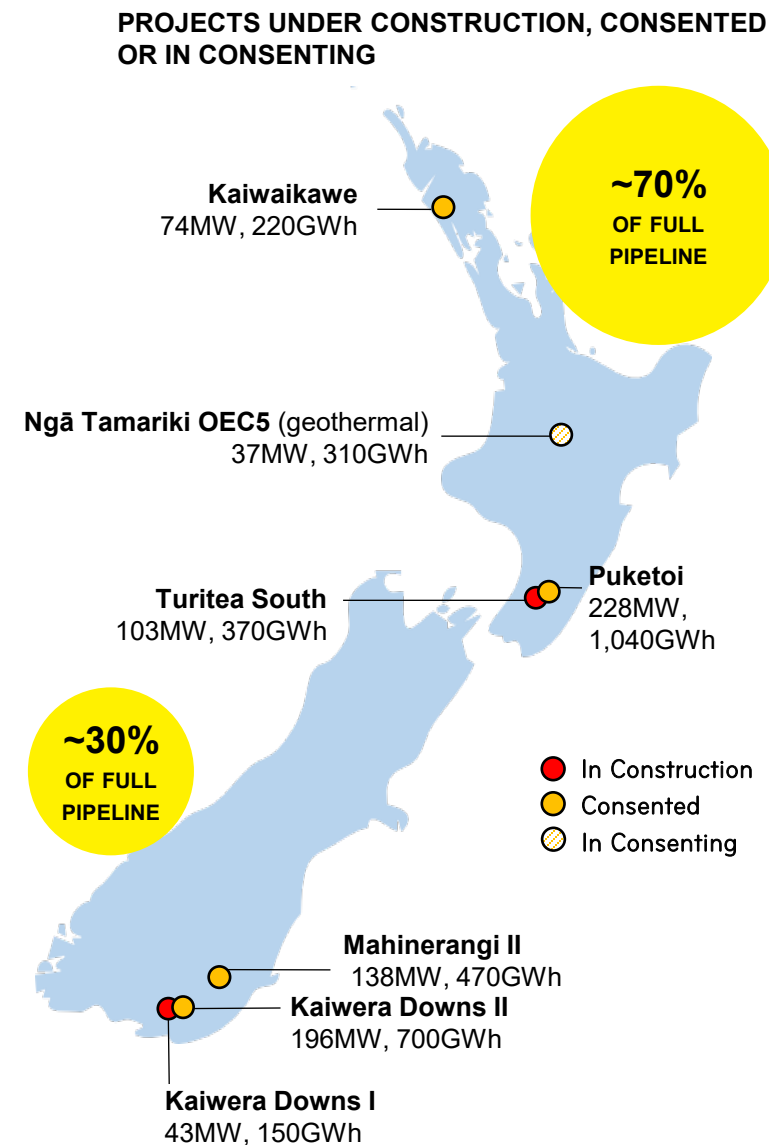 PROJECTS UNDER CONSTRUCTION, CONSENTED
OR IN CONSENTING
~70%
OF FULL
PIPELINE
Kaiwaikawe
74MW, 220GWh
Ngā Tamariki OEC5 (geothermal)
37MW, 310GWh
Turitea South
103MW, 370GWh
Puketoi
228MW,
1,040GWh
~30%
OF FULL
PIPELINE
In Construction
Consented
In Consenting
Mahinerangi II
138MW, 470GWh
Kaiwera Downs II
196MW, 700GWh
Kaiwera Downs I
43MW, 150GWh